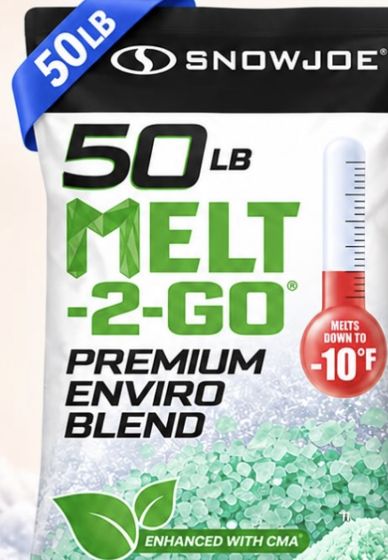 50LB
SNOWJOE®
50 LB
MELT
-2-GO®
PREMIUM
ENVIRO
BLEND
MELTS
DOWN TO
-10°F
ENHANCED WITH CMA